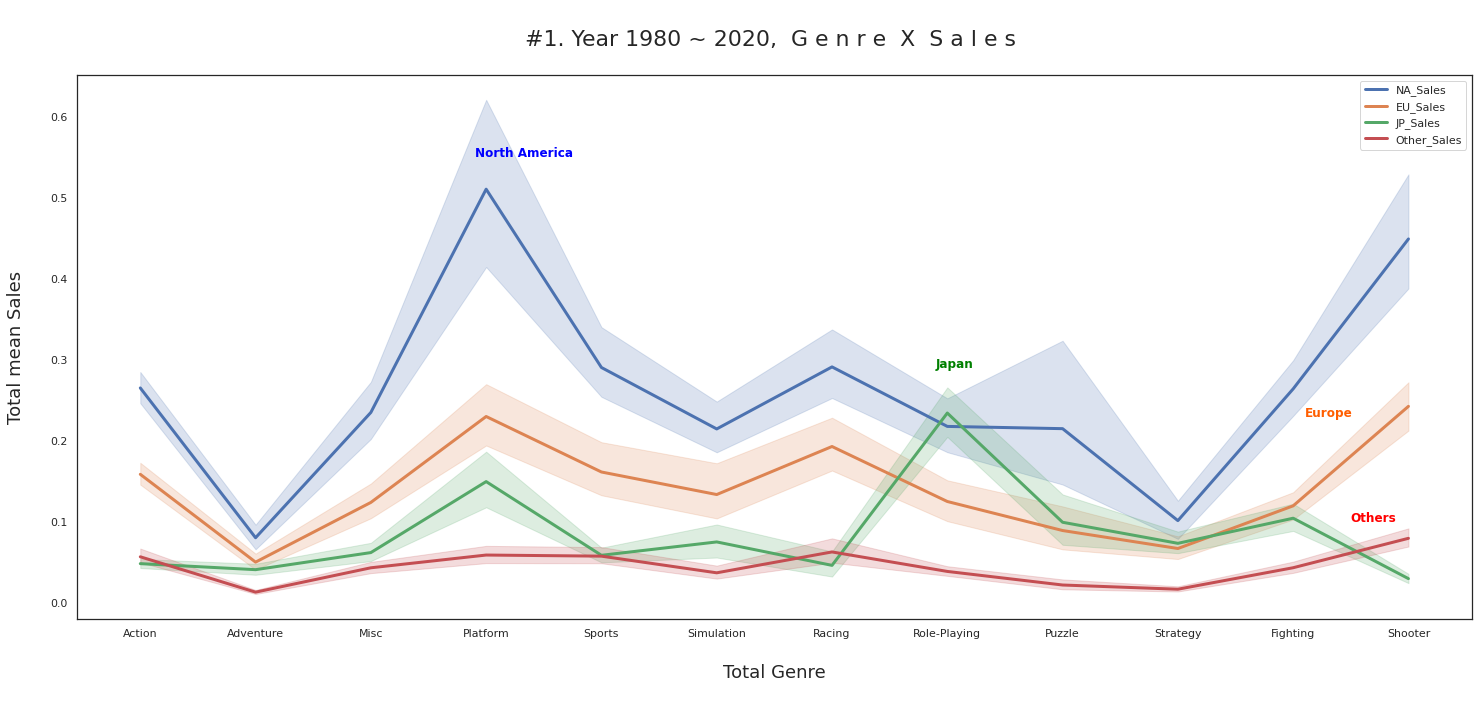 #1. Year 1980 ~ 2020,  G e n r e  X  S a l e s
NA_Sales
EU_Sales
JP_Sales
Other_Sales
North America
Japan
Europe
Others
Total mean Sales
0.6
0.5
0.4
0.3
0.2
0.1
0.0
Action Adventure Misc Platform Sports Simulation Racing Role-Playing Puzzle Strategy Fighting Shooter
Total Genre